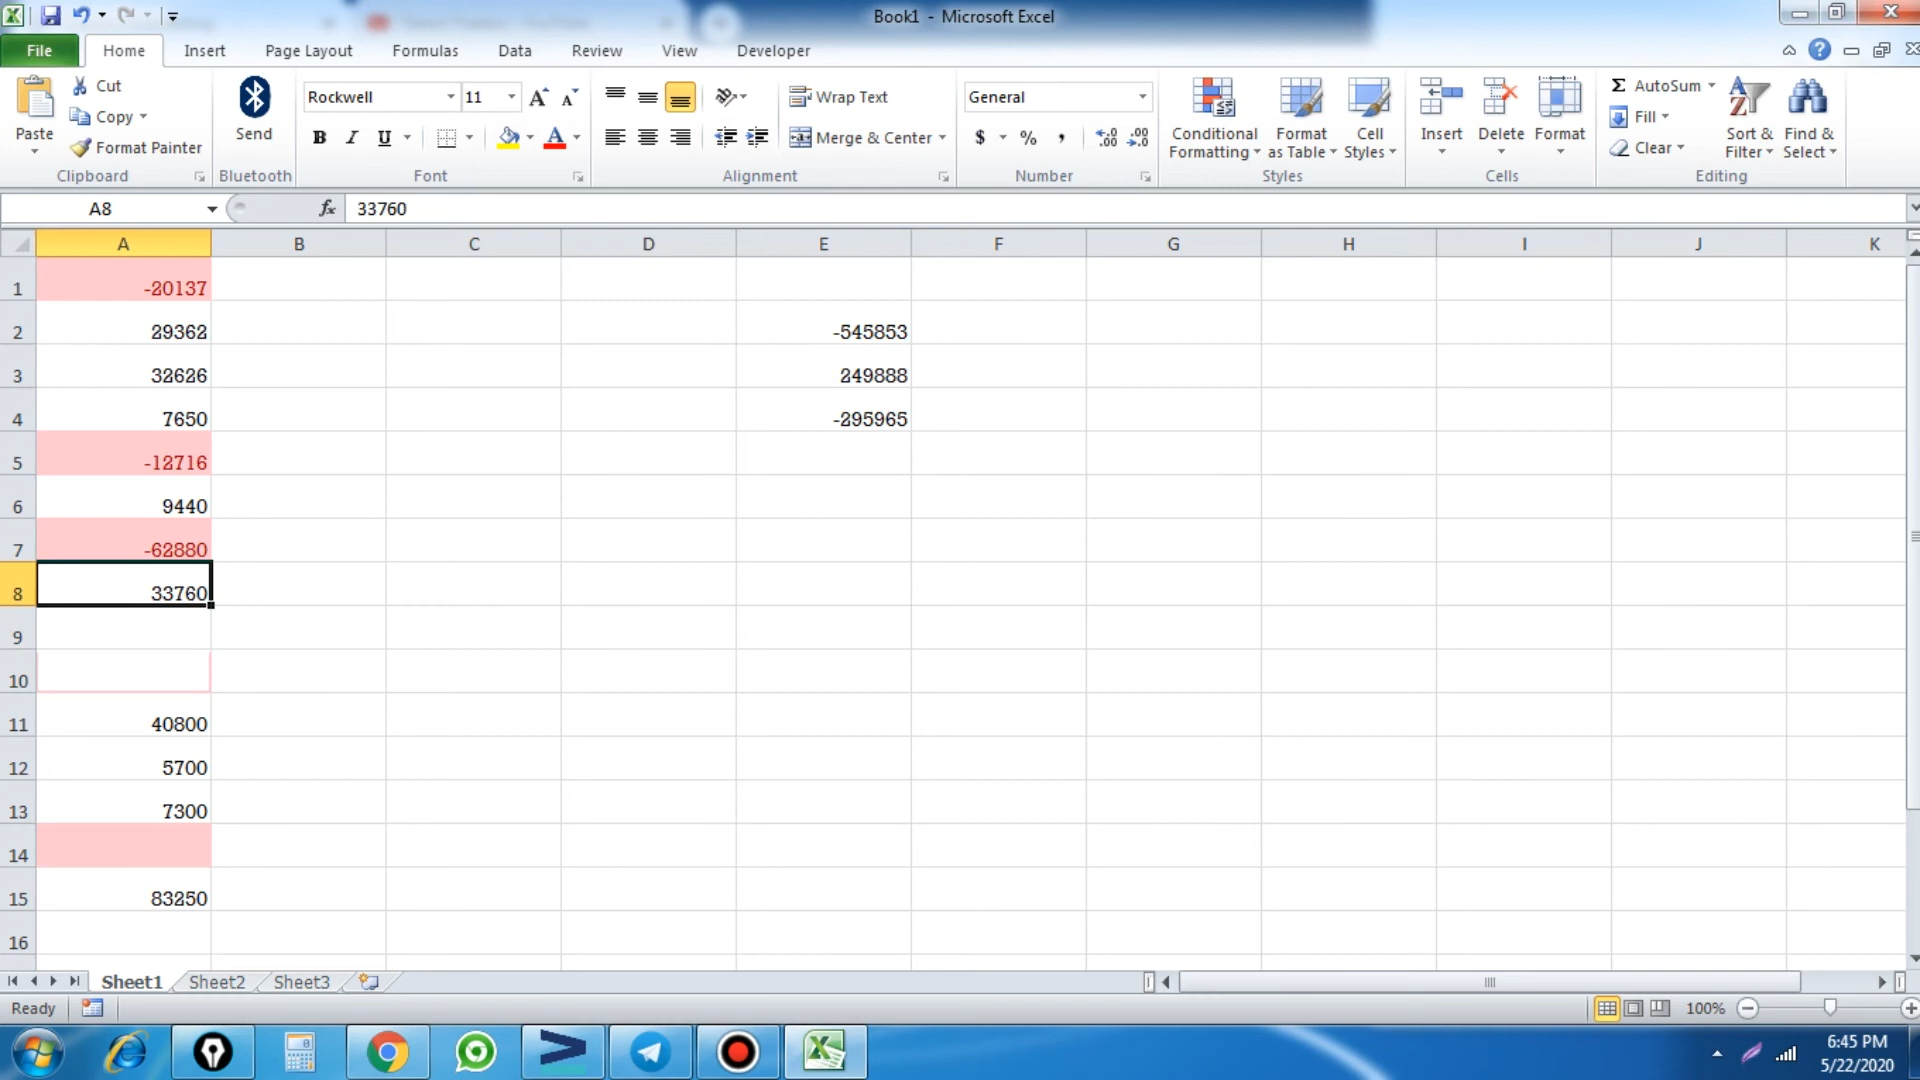 Book1 - Microsoft Excel
File Home Insert Page Layout Formulas Data Review View Developer
Paste
Cut
Copy
Format Painter
Clipboard
Send
Bluetooth
Rockwell 11 A A
B I U A
Font
Wrap Text
Merge & Center
Alignment
General
$ % , .0 .00 .00 .0
Number
Conditional Formatting
Format as Table
Cell Styles
Styles
Insert Delete Format
Cells
Σ AutoSum
Fill
Clear
Sort & Filter
Find & Select
Editing
A8 fx 33760
A B C D E F G H I J K
1 -20137
2 29362 -545853
3 32626 249888
4 7650 -295965
5 -12716
6 9440
7 -62880
8 33760
9
10
11 40800
12 5700
13 7300
14
15 83250
16
Sheet1 Sheet2 Sheet3
Ready 100%
6:45 PM
5/22/2020